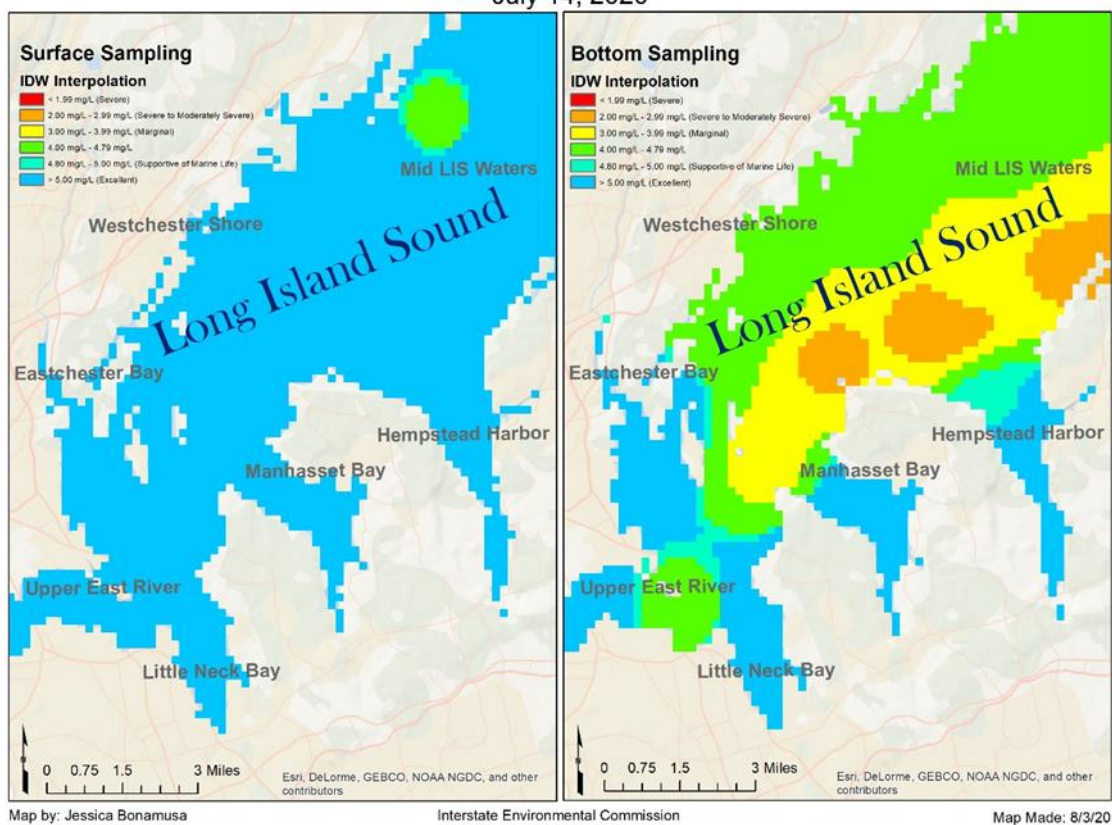 July 14, 2020
Surface Sampling
IDW Interpolation
< 1.99 mg/L (Severe)
2.00 mg/L - 2.99 mg/L (Severe to Moderately Severe)
3.00 mg/L - 3.99 mg/L (Marginal)
4.00 mg/L - 4.79 mg/L
4.80 mg/L - 5.00 mg/L (Supportive of Marine Life)
> 5.00 mg/L (Excellent)
Mid LIS Waters
Westchester Shore
Long Island Sound
Eastchester Bay
Hempstead Harbor
Manhasset Bay
Upper East River
Little Neck Bay
N
0 0.75 1.5 3 Miles
Esri, DeLorme, GEBCO, NOAA NGDC, and other
contributors
Bottom Sampling
IDW Interpolation
< 1.99 mg/L (Severe)
2.00 mg/L - 2.99 mg/L (Severe to Moderately Severe)
3.00 mg/L - 3.99 mg/L (Marginal)
4.00 mg/L - 4.79 mg/L
4.80 mg/L - 5.00 mg/L (Supportive of Marine Life)
> 5.00 mg/L (Excellent)
Mid LIS Waters
Westchester Shore
Long Island Sound
Eastchester Bay
Hempstead Harbor
Manhasset Bay
Upper East River
Little Neck Bay
N
0 0.75 1.5 3 Miles
Esri, DeLorme, GEBCO, NOAA NGDC, and other
contributors
Map by: Jessica Bonamusa
Interstate Environmental Commission
Map Made: 8/3/20